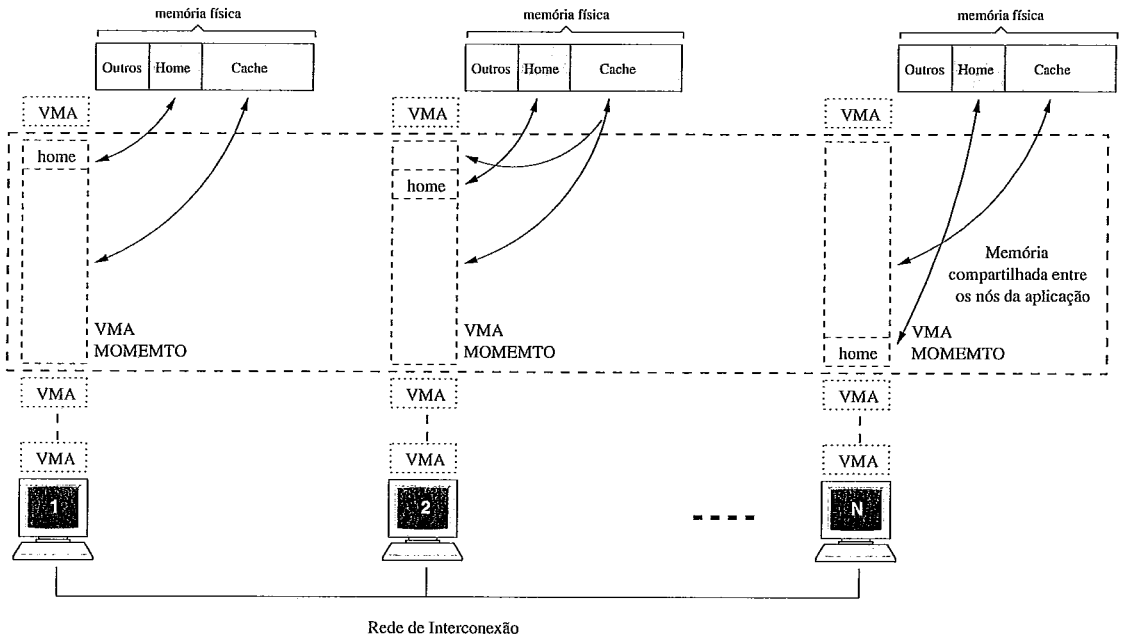 memória física
memória física
memória física
Outros Home Cache
Outros Home Cache
Outros Home Cache
VMA
VMA
VMA
home
home
Memória
compartilhada entre
os nós da aplicação
VMA
MOMEMTO
VMA
MOMEMTO
home
VMA
MOMEMTO
VMA
VMA
VMA
VMA
VMA
VMA
1
2
N
Rede de Interconexão